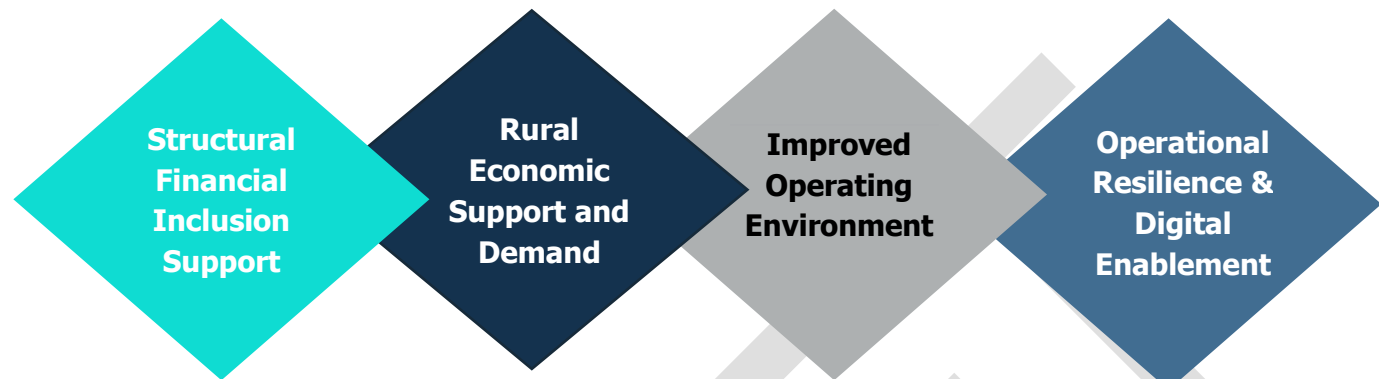 Structural
Financial
Inclusion
Support
Rural
Economic
Support and
Demand
Improved
Operating
Environment
Operational
Resilience &
Digital
Enablement